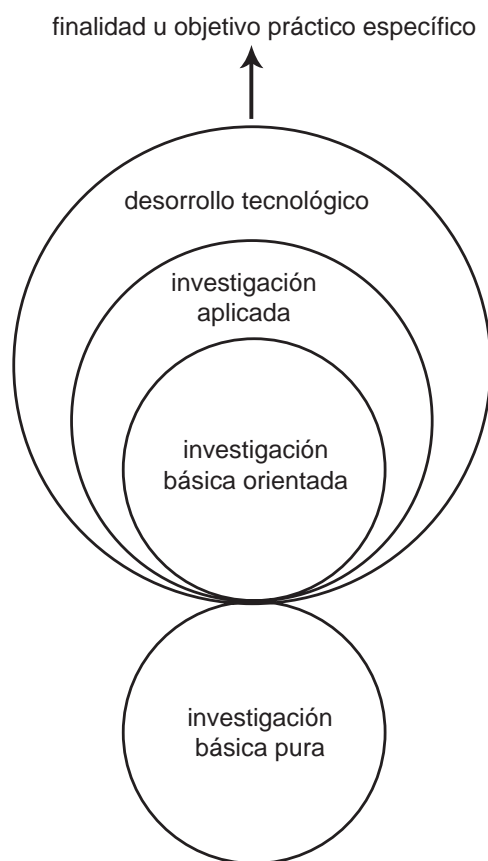 finalidad u objetivo práctico específico
desorrollo tecnológico
investigación
aplicada
investigación
básica orientada
investigación
básica pura